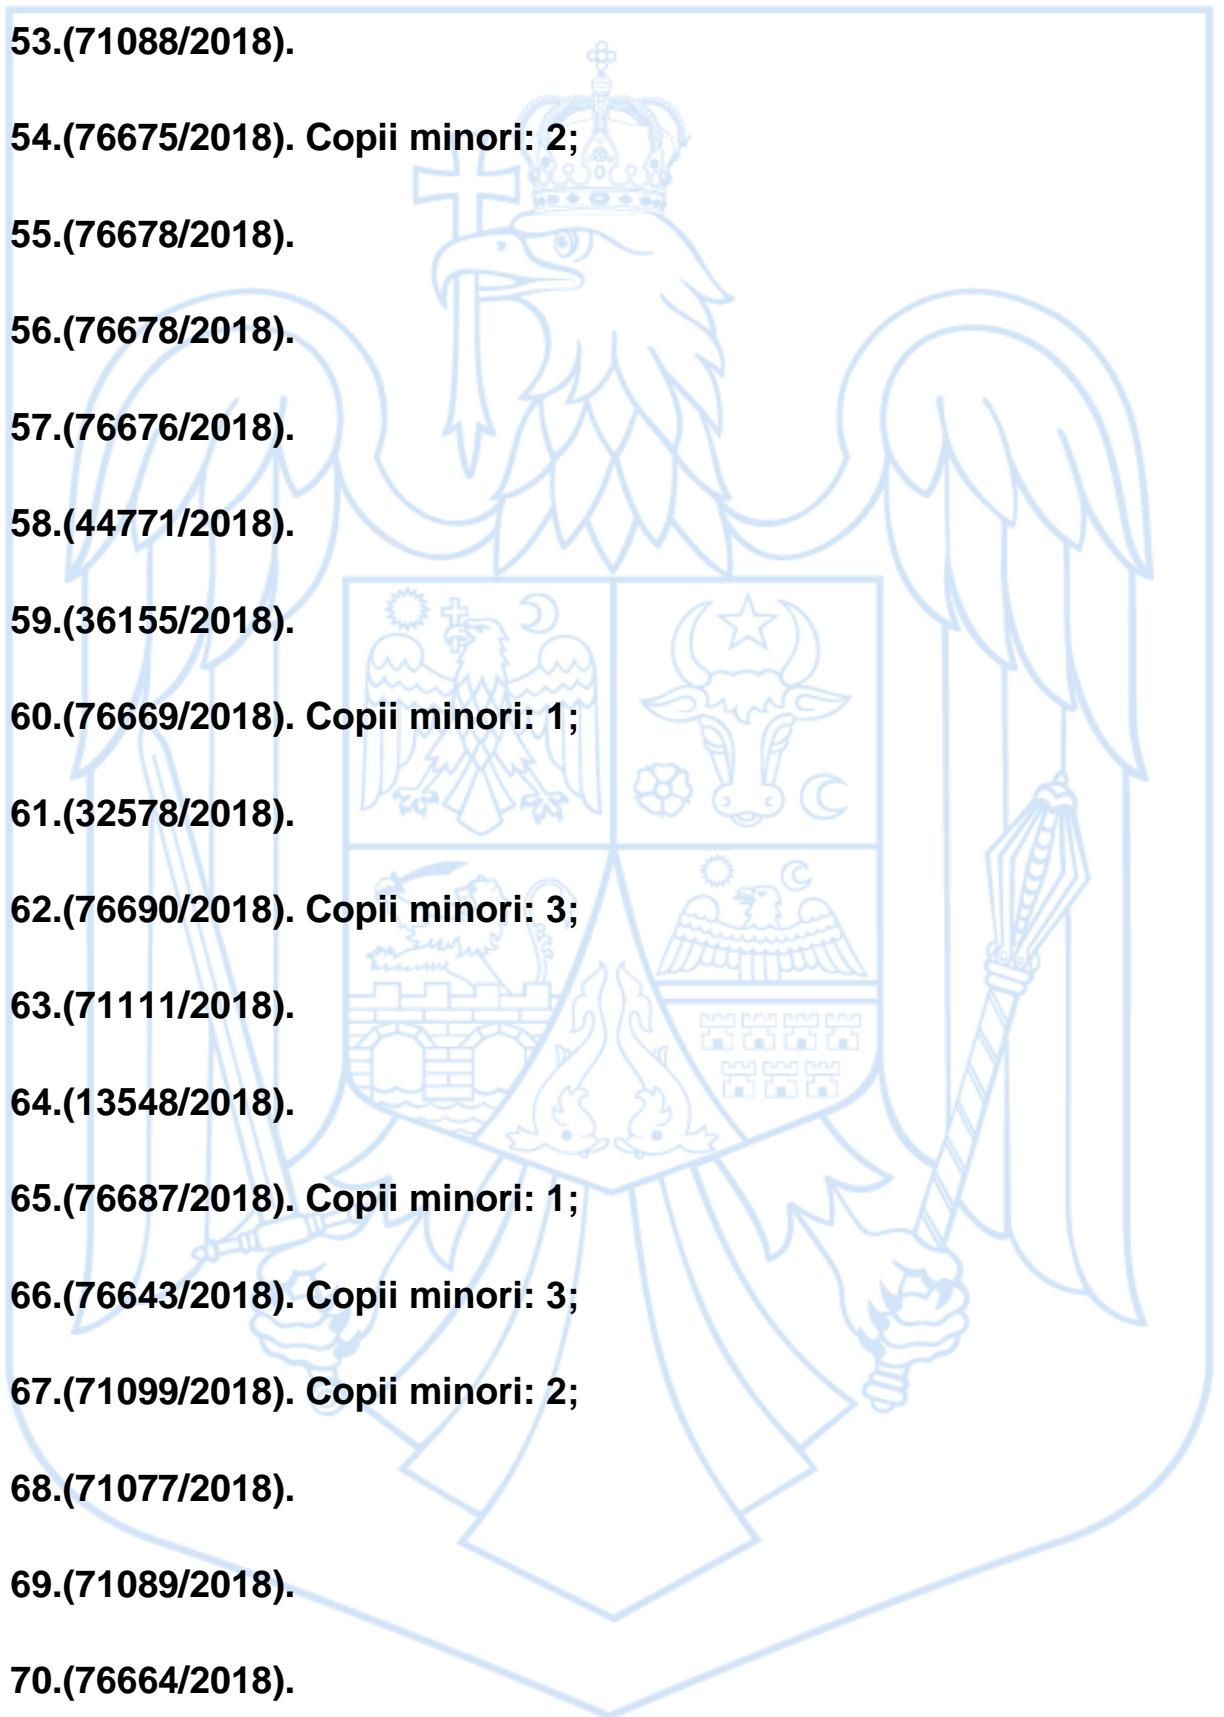 53.(71088/2018).
54.(76675/2018). Copii minori: 2;
55.(76678/2018).
56.(76678/2018).
57.(76676/2018).
58.(44771/2018).
59.(36155/2018).
60.(76669/2018). Copii minori: 1;
61.(32578/2018).
62.(76690/2018). Copii minori: 3;
63.(71111/2018).
64.(13548/2018).
65.(76687/2018). Copii minori: 1;
66.(76643/2018). Copii minori: 3;
67.(71099/2018). Copii minori: 2;
68.(71077/2018).
69.(71089/2018).
70.(76664/2018).